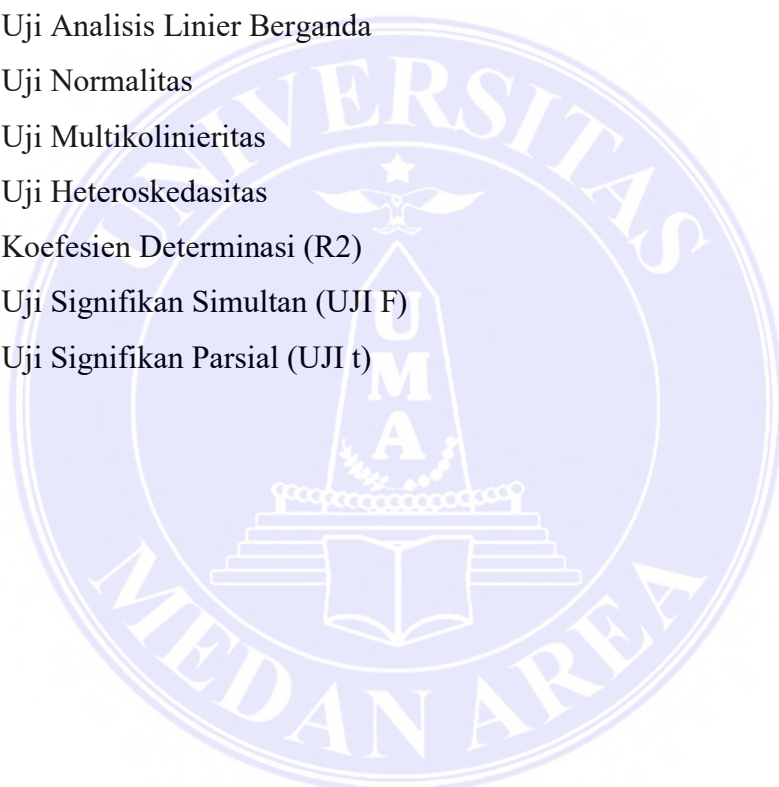 Uji Analisis Linier Berganda
Uji Normalitas
Uji Multikolinieritas
Uji Heteroskedasitas
Koefesien Determinasi (R2)
Uji Signifikan Simultan (UJI F)
Uji Signifikan Parsial (UJI t)
UNIVERSITAS
U
M
A
MEDAN AREA